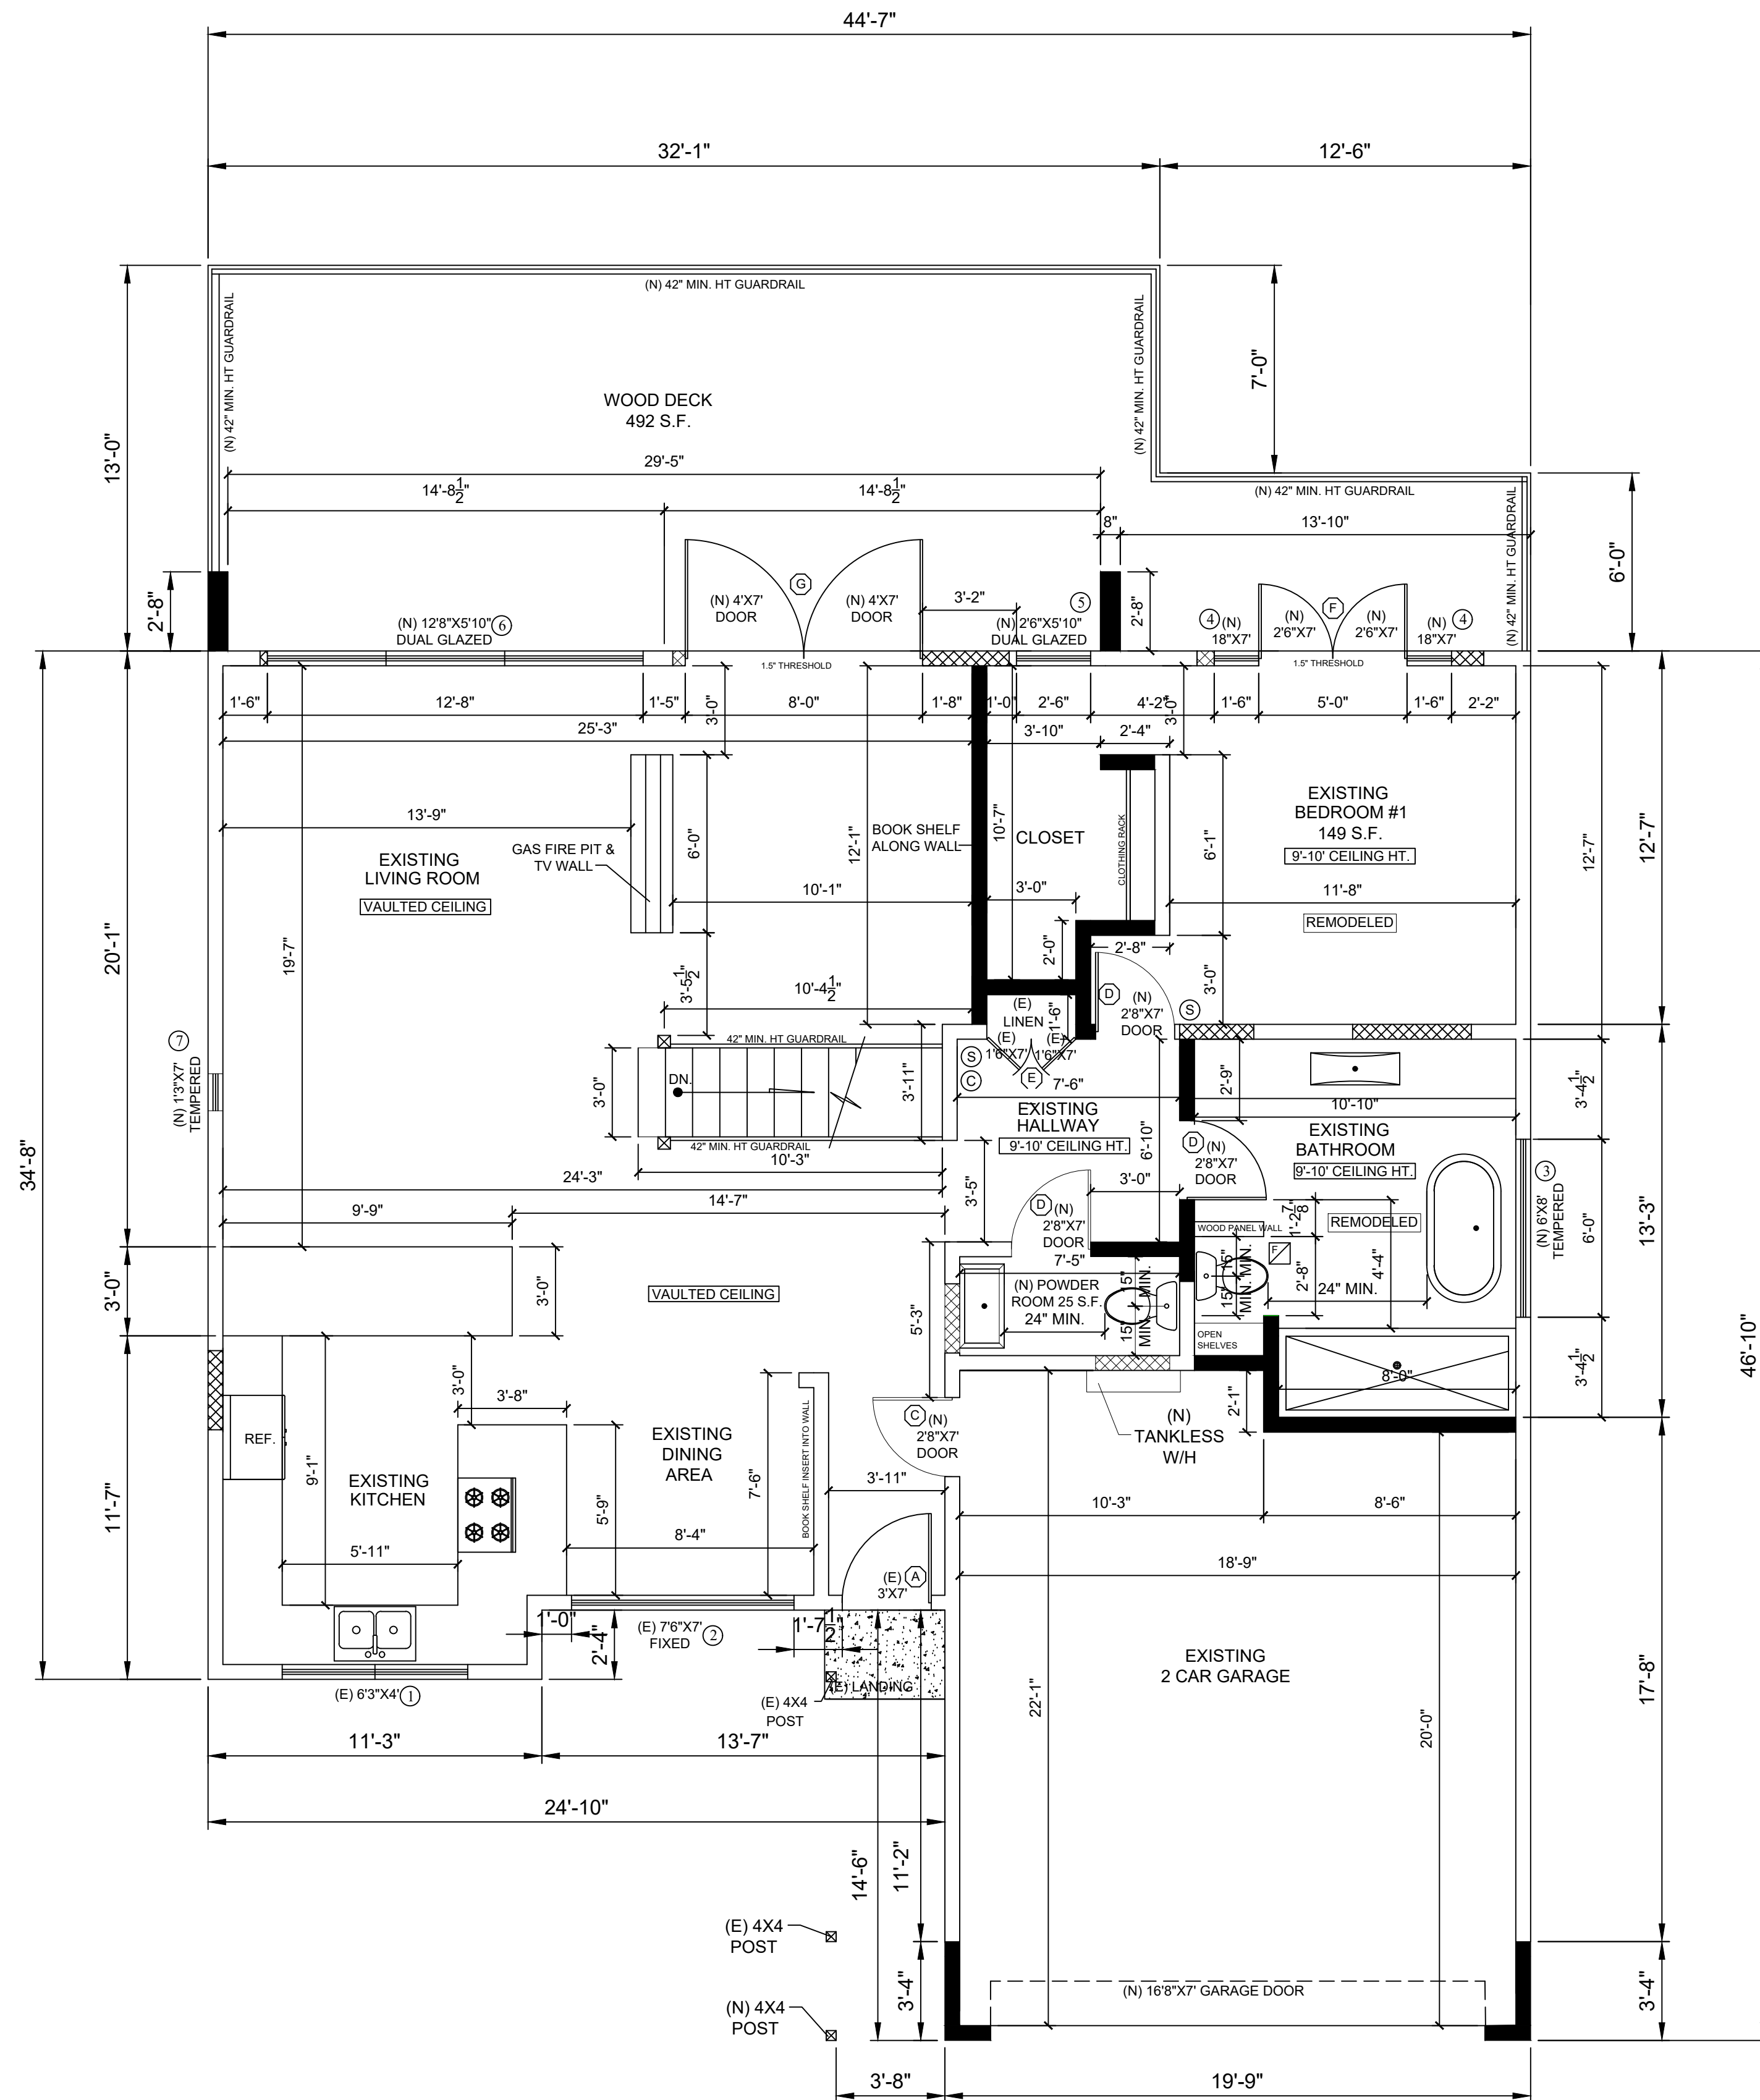 44'-7"
32'-1"
12'-6"
(N) 42" MIN. HT GUARDRAIL
(N) 42" MIN. HT GUARDRAIL
(N) 42" MIN. HT GUARDRAIL
7'-0"
13'-0"
WOOD DECK
492 S.F.
29'-5"
14'-8 1/2"
14'-8 1/2"
(N) 42" MIN. HT GUARDRAIL
(N) 42" MIN. HT GUARDRAIL
8"
13'-10"
6'-0"
2'-8"
G
(N) 4'X7'
DOOR
(N) 4'X7'
DOOR
3'-2"
5
2'-8"
F
(N) 12'8"X5'10"
DUAL GLAZED
6
(N) 2'6"X5'10"
DUAL GLAZED
4
(N)
18"X7'
(N)
2'6"X7'
(N)
2'6"X7'
(N)
18"X7'
4
1.5" THRESHOLD
1.5" THRESHOLD
1'-6"
12'-8"
1'-5"
3'-0"
8'-0"
1'-8"
1'-0"
2'-6"
4'-2"
3'-0"
1'-6"
5'-0"
1'-6"
2'-2"
25'-3"
3'-10"
2'-4"
13'-9"
EXISTING
LIVING ROOM
VAULTED CEILING
GAS FIRE PIT &
TV WALL
6'-0"
12'-1"
10'-1"
BOOK SHELF
ALONG WALL
10'-7"
CLOSET
CLOTHING RACK
3'-0"
6'-1"
EXISTING
BEDROOM #1
149 S.F.
9'-10' CEILING HT.
11'-8"
REMODELED
12'-7"
12'-7"
20'-1"
19'-7"
3'-5 1/2"
10'-4 1/2"
2'-0"
2'-8"
3'-0"
D
(N)
2'8"X7'
DOOR
S
(E)
LINEN
1'-6"
(E)
1'6"X7'
(E)
1'6"X7'
E
S
C
7'-6"
7
(N) 1'3"X7'
TEMPERED
42" MIN. HT GUARDRAIL
DN.
3'-0"
3'-11"
42" MIN. HT GUARDRAIL
10'-3"
24'-3"
14'-7"
9'-9"
EXISTING
HALLWAY
9'-10' CEILING HT.
6'-10"
3'-5"
3'-0"
D
(N)
2'8"X7'
DOOR
2'-9"
10'-10"
EXISTING
BATHROOM
9'-10' CEILING HT.
D
(N)
2'8"X7'
DOOR
3'-4 1/2"
3
(N) 6'X8'
TEMPERED
6'-0"
13'-3"
WOOD PANEL WALL
1'-2 7/8"
REMODELED
F
15"
MIN.
15"
MIN.
2'-8"
4'-4"
24" MIN.
34'-8"
3'-0"
3'-0"
VAULTED CEILING
5'-3"
7'-5"
(N) POWDER
ROOM 25 S.F.
24" MIN.
15"
MIN.
15"
MIN.
OPEN
SHELVES
8'-0"
3'-4 1/2"
46'-10"
11'-7"
REF.
9'-1"
3'-0"
3'-8"
EXISTING
KITCHEN
5'-11"
EXISTING
DINING
AREA
5'-9"
7'-6"
BOOK SHELF INSERT INTO WALL
8'-4"
C
(N)
2'8"X7'
DOOR
3'-11"
(N)
TANKLESS
W/H
2'-1"
10'-3"
8'-6"
18'-9"
(E)
3'X7'
A
1'-0"
2'-4"
(E) 7'6"X7'
FIXED
2
1'-7 1/2"
(E) LANDING
(E) 4X4
POST
(E) 6'3"X4'
1
EXISTING
2 CAR GARAGE
22'-1"
20'-0"
17'-8"
11'-3"
13'-7"
24'-10"
14'-6"
11'-2"
(E) 4X4
POST
(N) 4X4
POST
3'-4"
(N) 16'8"X7' GARAGE DOOR
3'-4"
3'-8"
19'-9"